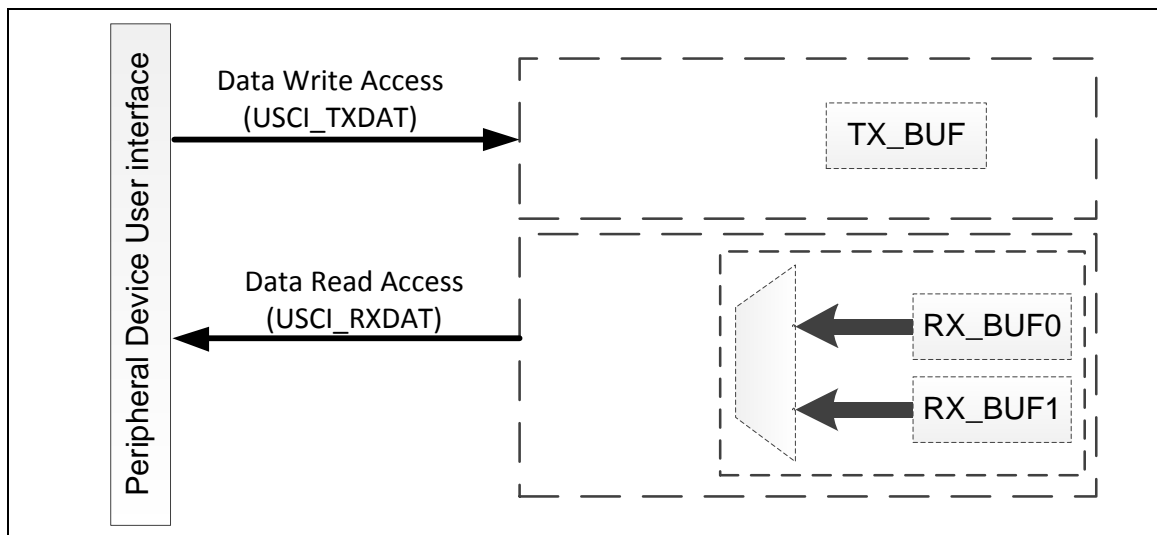 Peripheral Device User interface
Data Write Access
(USCI_TXDAT)
TX_BUF
Data Read Access
(USCI_RXDAT)
RX_BUF0
RX_BUF1